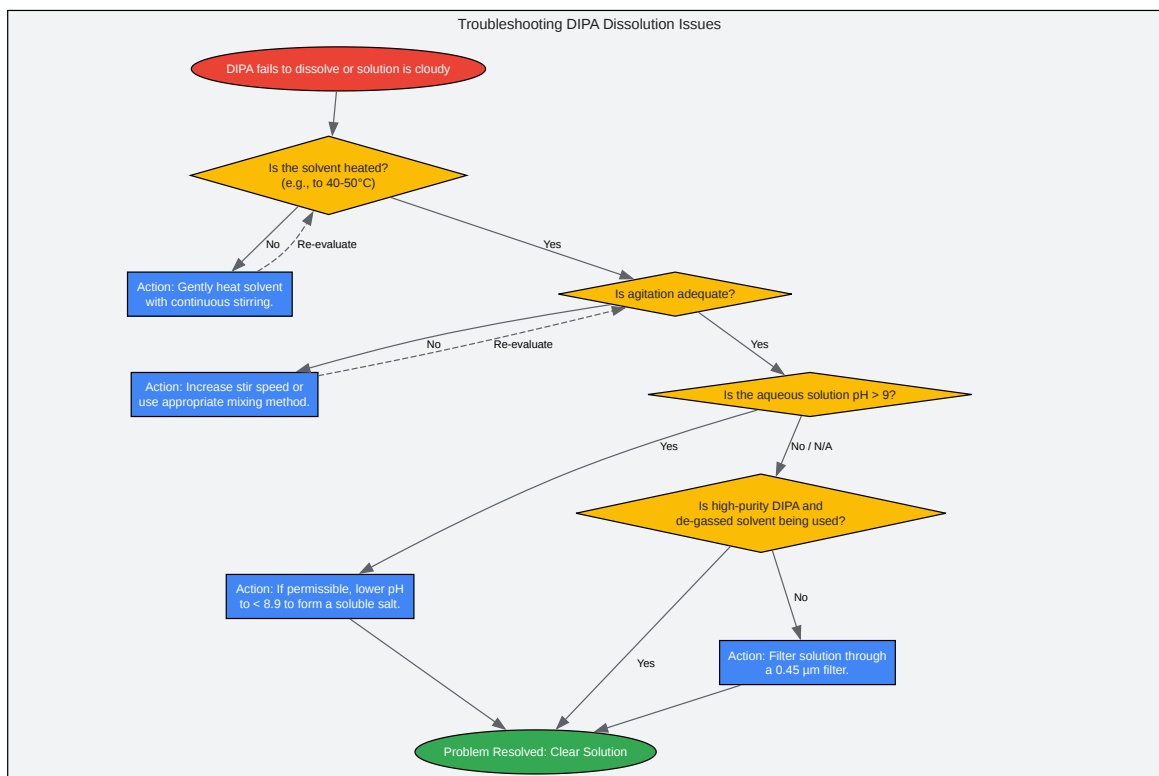 Troubleshooting DIPA Dissolution Issues
DIPA fails to dissolve or solution is cloudy
Is the solvent heated?
(e.g., to 40-50°C)
No
Re-evaluate
Yes
Action: Gently heat solvent
with continuous stirring.
Is agitation adequate?
No
Re-evaluate
Yes
Action: Increase stir speed or
use appropriate mixing method.
Is the aqueous solution pH > 9?
Yes
No / N/A
Is high-purity DIPA and
de-gassed solvent being used?
Action: If permissible, lower pH
to < 8.9 to form a soluble salt.
No
Yes
Action: Filter solution through
a 0.45 µm filter.
Problem Resolved: Clear Solution